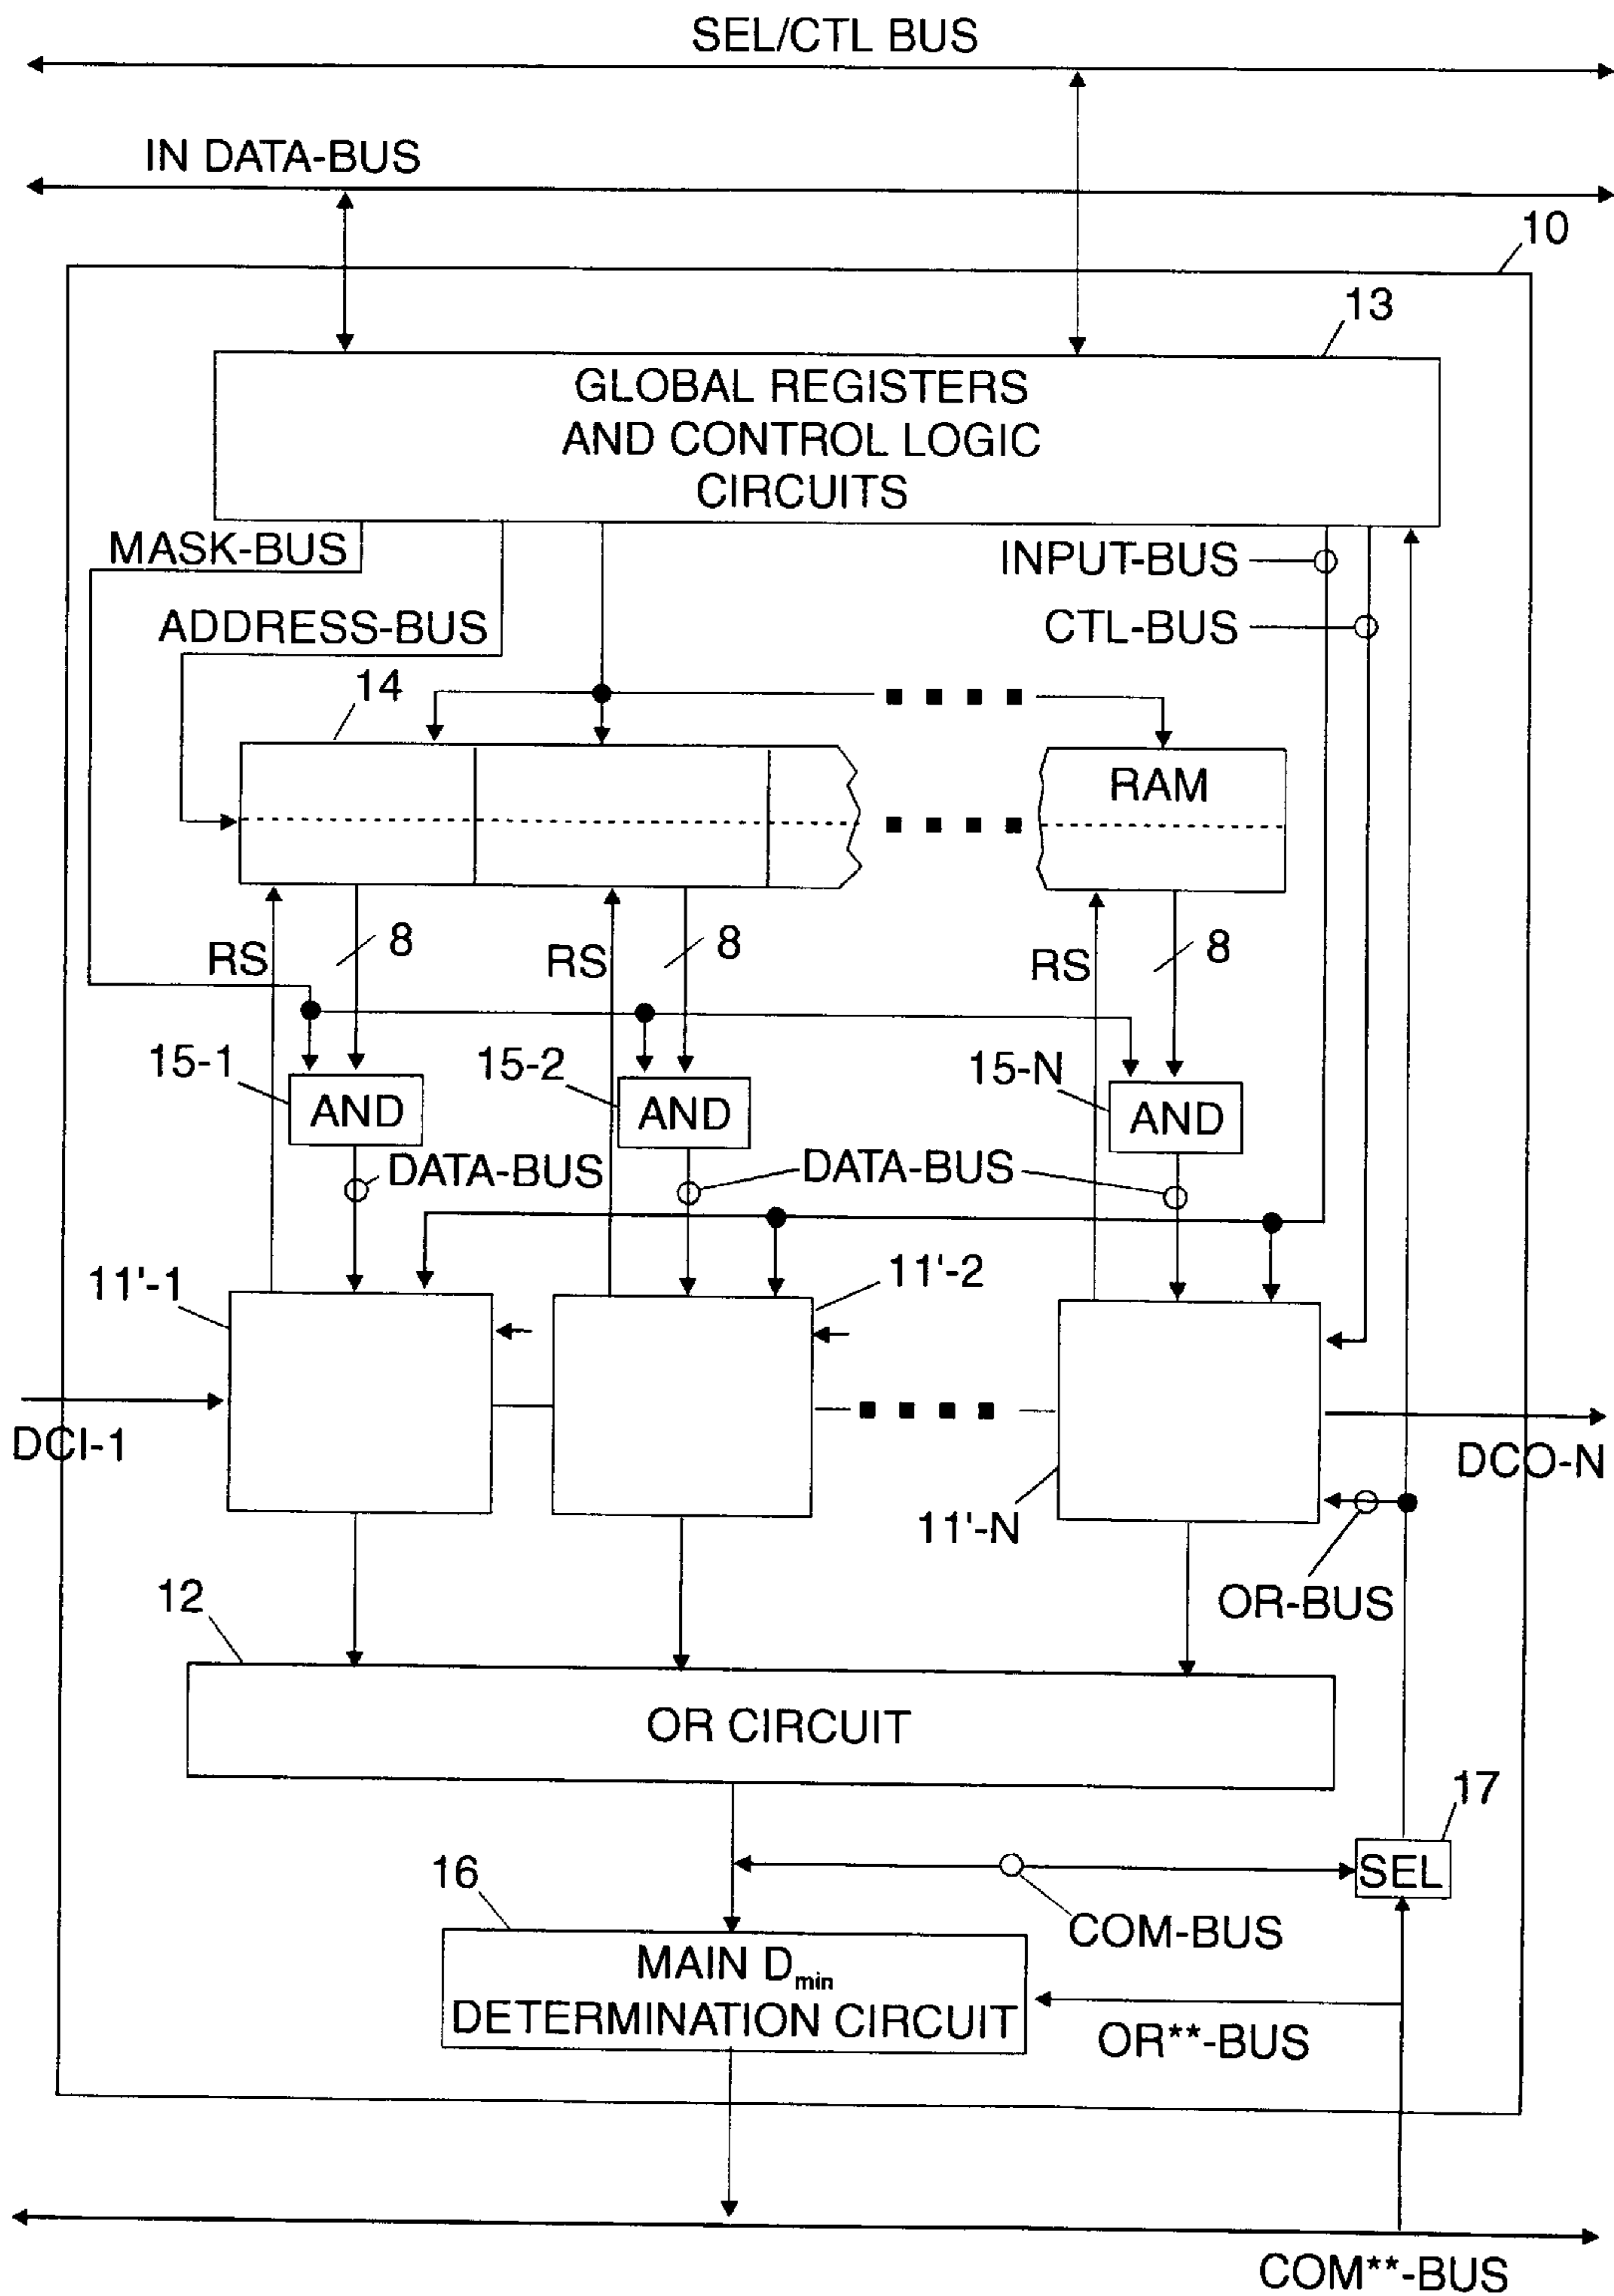 SEL/CTL BUS
IN DATA-BUS
10
13
GLOBAL REGISTERS
AND CONTROL LOGIC
CIRCUITS
MASK-BUS
INPUT-BUS
ADDRESS-BUS
CTL-BUS
14
RAM
RS
8
RS
8
RS
8
15-1
15-2
15-N
AND
AND
AND
DATA-BUS
DATA-BUS
11'-1
11'-2
DCI-1
DCO-N
11'-N
OR-BUS
12
OR CIRCUIT
17
SEL
16
COM-BUS
MAIN Dmin
DETERMINATION CIRCUIT
OR**-BUS
COM**-BUS